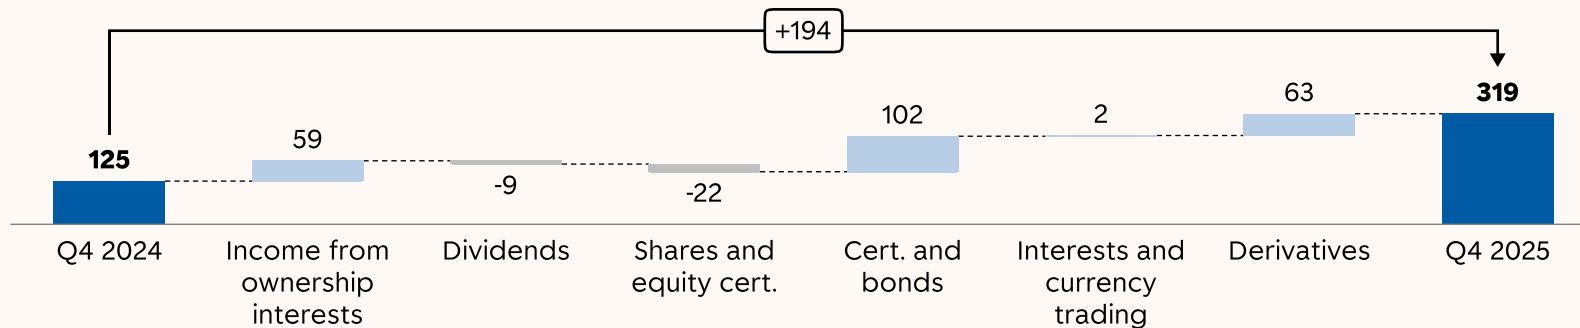 +194
125
59
-9
-22
102
2
63
319
Q4 2024
Income from
ownership
interests
Dividends
Shares and
equity cert.
Cert. and
bonds
Interests and
currency
trading
Derivatives
Q4 2025